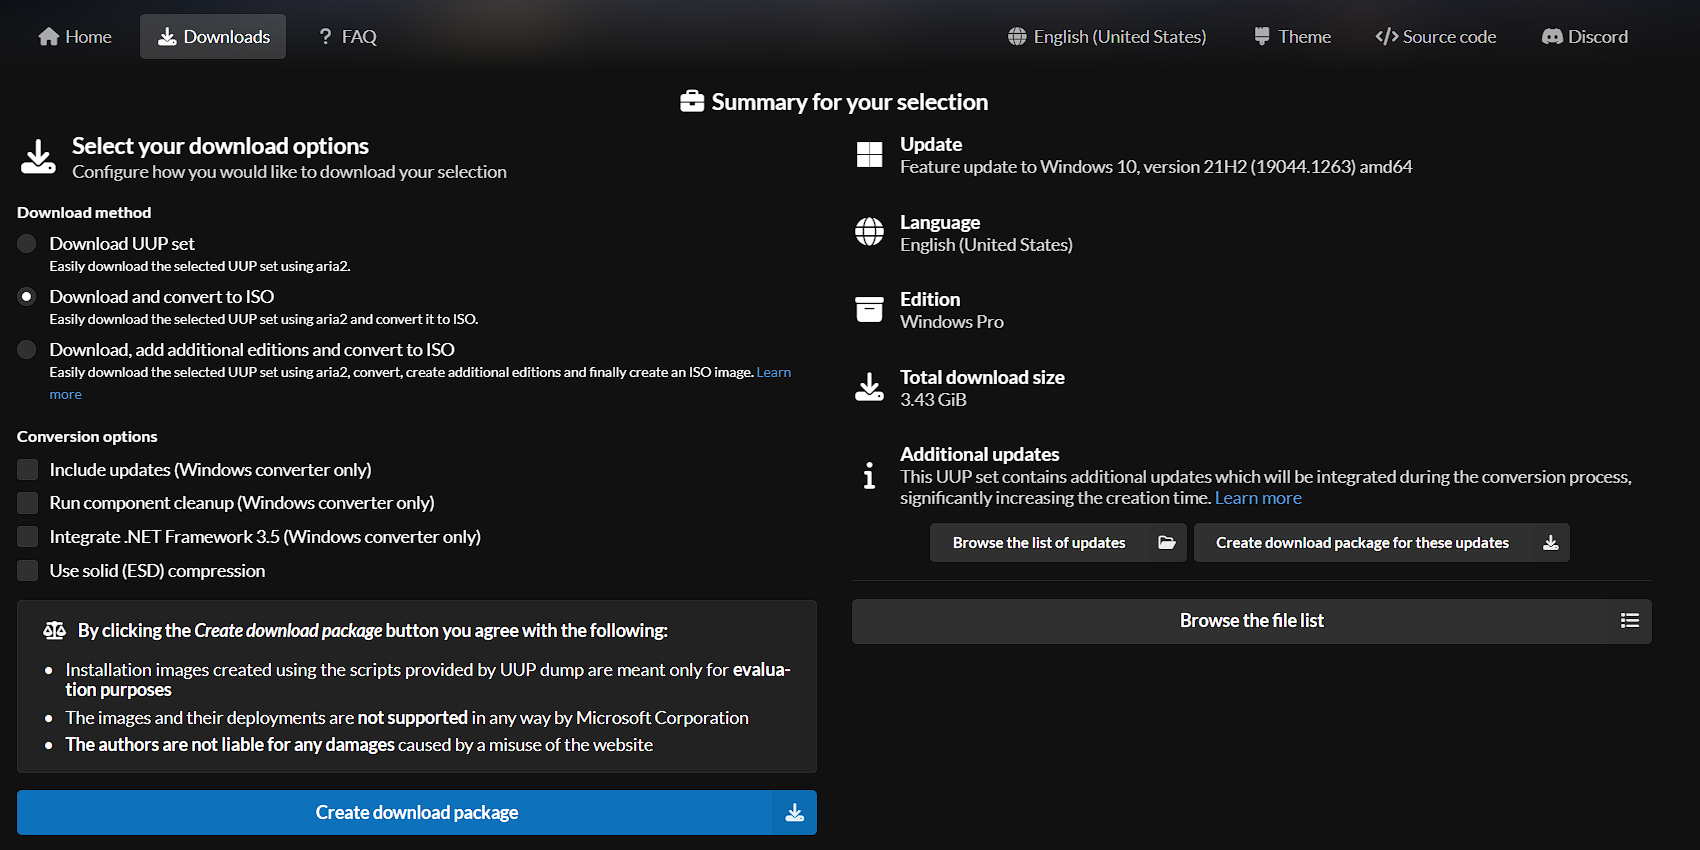 Home
Downloads
? FAQ
English (United States)
Theme
</> Source code
Discord
Summary for your selection
Select your download options
Configure how you would like to download your selection
Download method
Download UUP set
Easily download the selected UUP set using aria2.
Download and convert to ISO
Easily download the selected UUP set using aria2 and convert it to ISO.
Download, add additional editions and convert to ISO
Easily download the selected UUP set using aria2, convert, create additional editions and finally create an ISO image. Learn
more
Conversion options
Include updates (Windows converter only)
Run component cleanup (Windows converter only)
Integrate .NET Framework 3.5 (Windows converter only)
Use solid (ESD) compression
By clicking the Create download package button you agree with the following:
• Installation images created using the scripts provided by UUP dump are meant only for evalua-
tion purposes
• The images and their deployments are not supported in any way by Microsoft Corporation
• The authors are not liable for any damages caused by a misuse of the website
Create download package
Update
Feature update to Windows 10, version 21H2 (19044.1263) amd64
Language
English (United States)
Edition
Windows Pro
Total download size
3.43 GiB
Additional updates
This UUP set contains additional updates which will be integrated during the conversion process,
significantly increasing the creation time. Learn more
Browse the list of updates
Create download package for these updates
Browse the file list